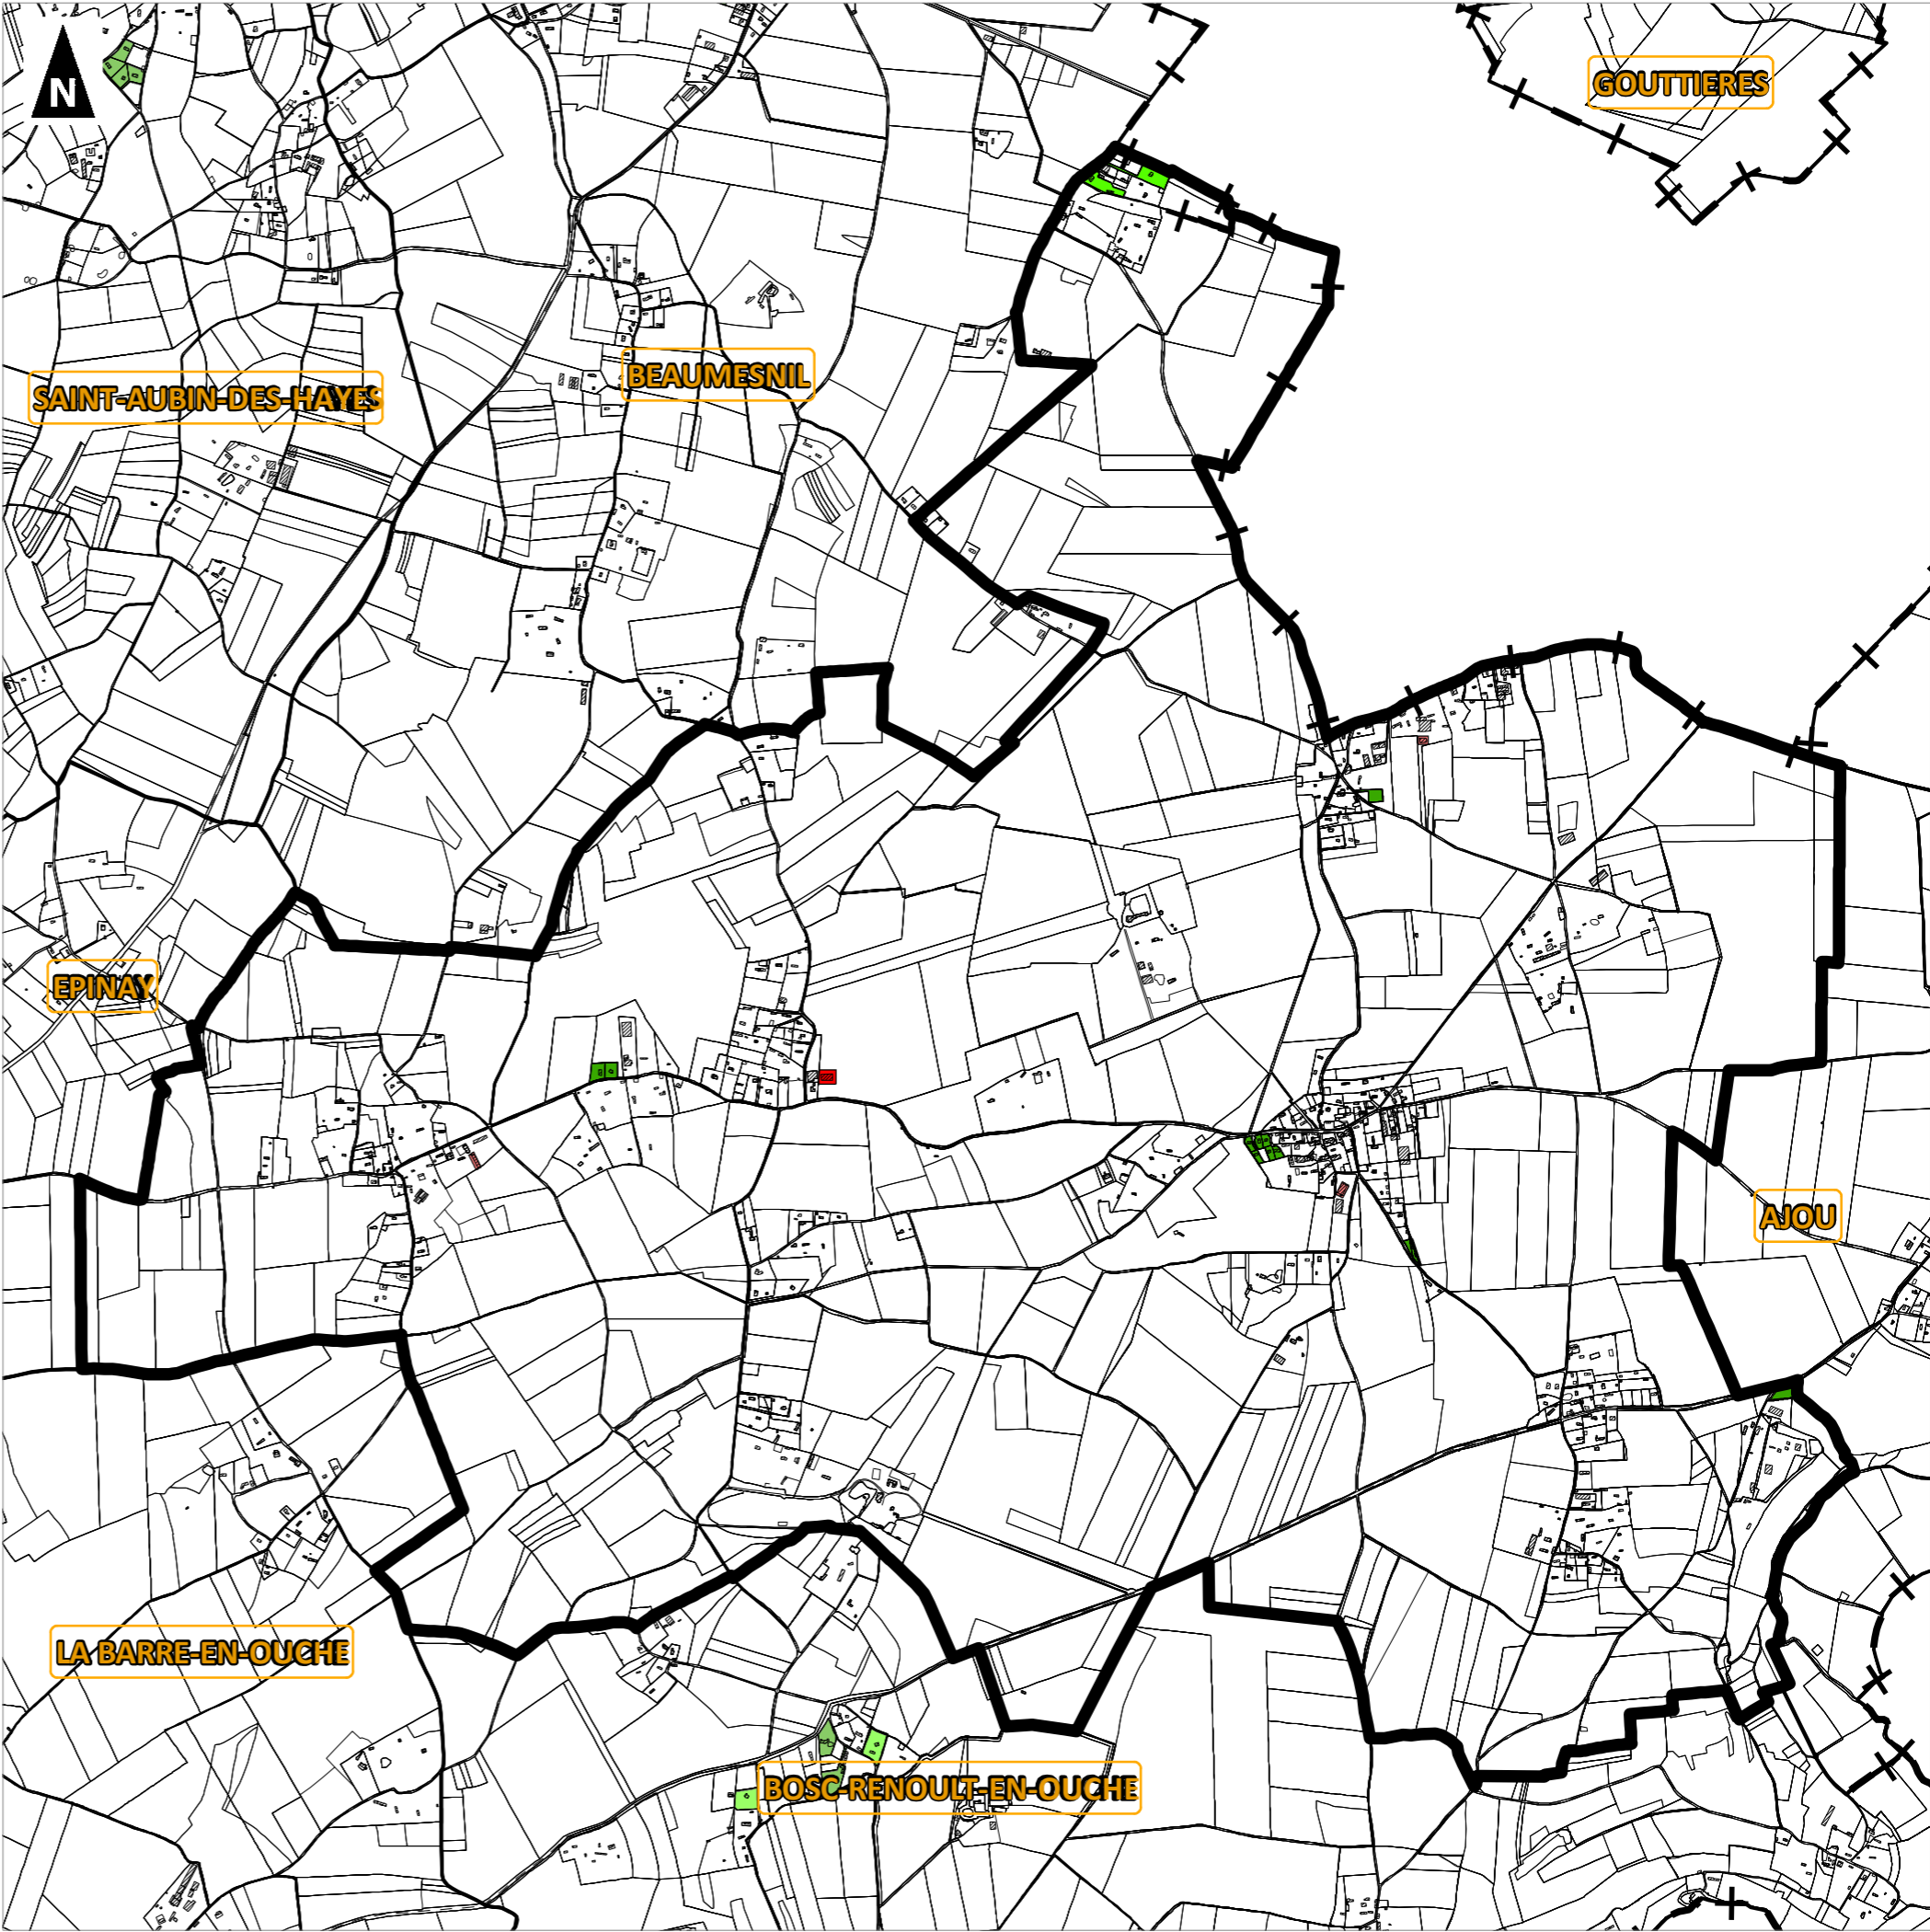 GOUTTIERES
N
BEAUMESNIL
SAINT-AUBIN-DES-HAYES
EPINAY
AJOU
LA BARRE-EN-OUCHE
BOSC-RENOULT-EN-OUCHE